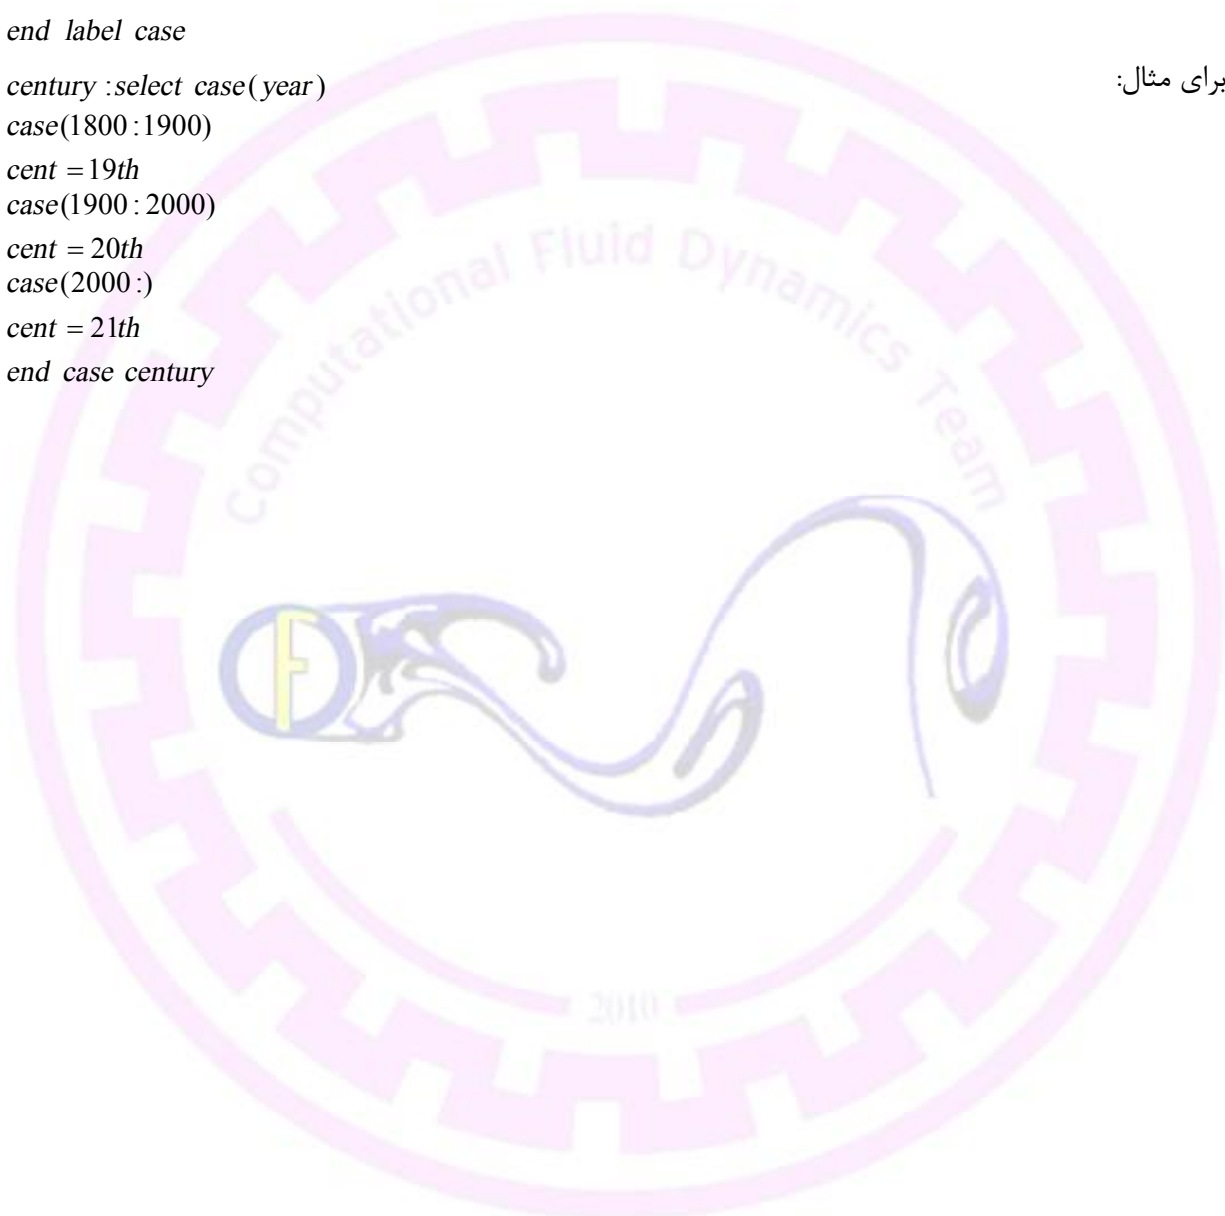 end label case
برای مثال:
century : select case(year)
case(1800 : 1900)
cent = 19th
case(1900 : 2000)
cent = 20th
case(2000 :)
cent = 21th
end case century
Computational Fluid Dynamics Team
2010